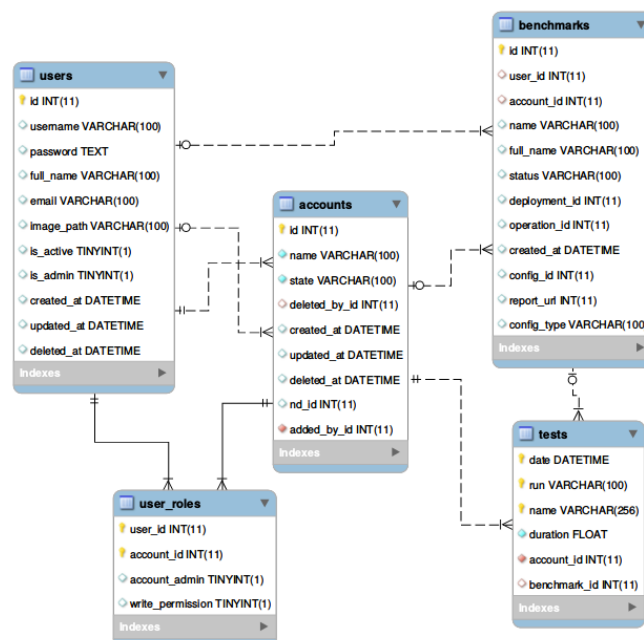 benchmarks
id INT(11)
user_id INT(11)
account_id INT(11)
name VARCHAR(100)
full_name VARCHAR(100)
status VARCHAR(100)
deployment_id INT(11)
operation_id INT(11)
created_at DATETIME
config_id INT(11)
report_url INT(11)
config_type VARCHAR(100
Indexes
users
id INT(11)
username VARCHAR(100)
password TEXT
full_name VARCHAR(100)
email VARCHAR(100)
image_path VARCHAR(100)
is_active TINYINT(1)
is_admin TINYINT(1)
created_at DATETIME
updated_at DATETIME
deleted_at DATETIME
Indexes
accounts
id INT(11)
name VARCHAR(100)
state VARCHAR(100)
deleted_by_id INT(11)
created_at DATETIME
updated_at DATETIME
deleted_at DATETIME
nd_id INT(11)
added_by_id INT(11)
Indexes
tests
date DATETIME
run VARCHAR(100)
name VARCHAR(256)
duration FLOAT
account_id INT(11)
benchmark_id INT(11)
Indexes
user_roles
user_id INT(11)
account_id INT(11)
account_admin TINYINT(1)
write_permission TINYINT(1)
Indexes